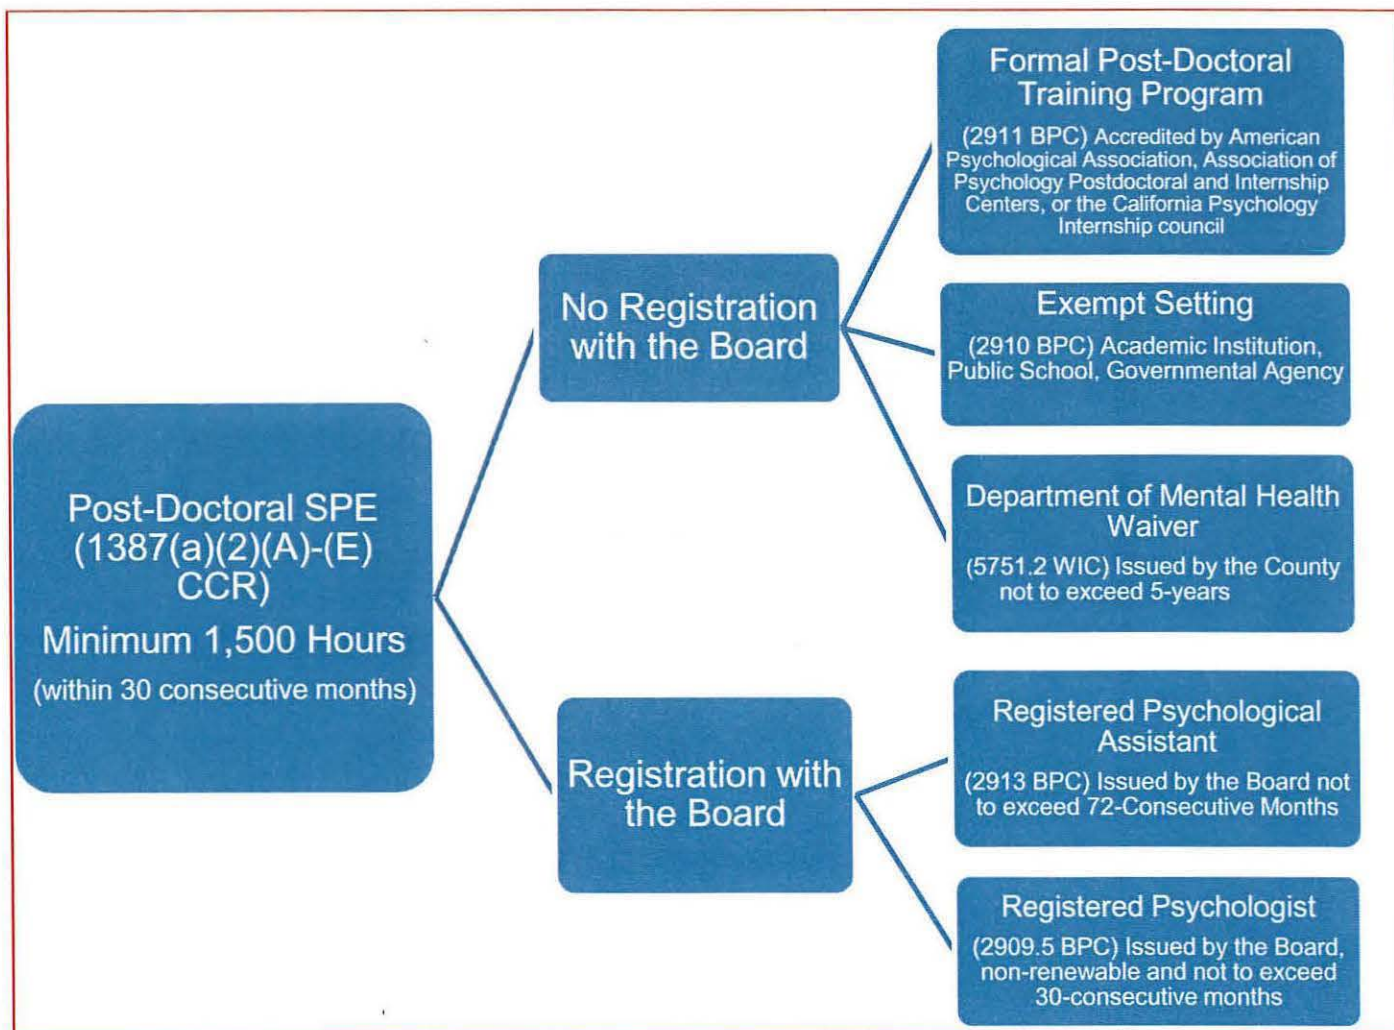 Post-Doctoral SPE
(1387(a)(2)(A)-(E)
CCR)
Minimum 1,500 Hours
(within 30 consecutive months)
No Registration
with the Board
Formal Post-Doctoral
Training Program
(2911 BPC) Accredited by American
Psychological Association, Association of
Psychology Postdoctoral and Internship
Centers, or the California Psychology
Internship council
Exempt Setting
(2910 BPC) Academic Institution,
Public School, Governmental Agency
Department of Mental Health
Waiver
(5751.2 WIC) Issued by the County
not to exceed 5-years
Registration with
the Board
Registered Psychological
Assistant
(2913 BPC) Issued by the Board not
to exceed 72-Consecutive Months
Registered Psychologist
(2909.5 BPC) Issued by the Board,
non-renewable and not to exceed
30-consecutive months